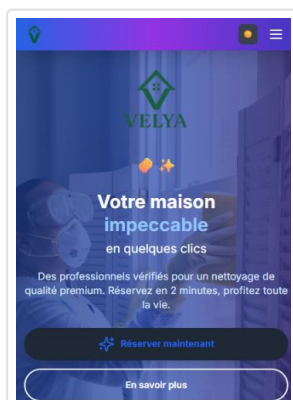 VELYA
Votre maison
impeccable
en quelques clics
Des professionnels vérifiés pour un nettoyage de
qualité premium. Réservez en 2 minutes, profitez toute
la vie.
Réserver maintenant
En savoir plus